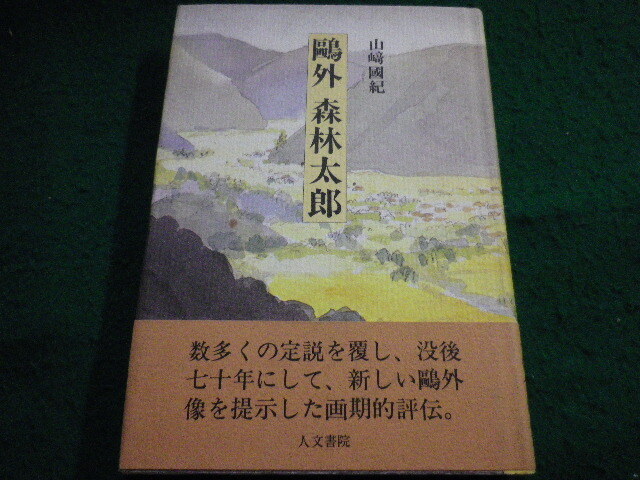 山﨑國紀
鷗外 森林太郎
数多くの定説を覆し、没後
七十年にして、新しい鷗外
像を提示した画期的評伝。
人文書院